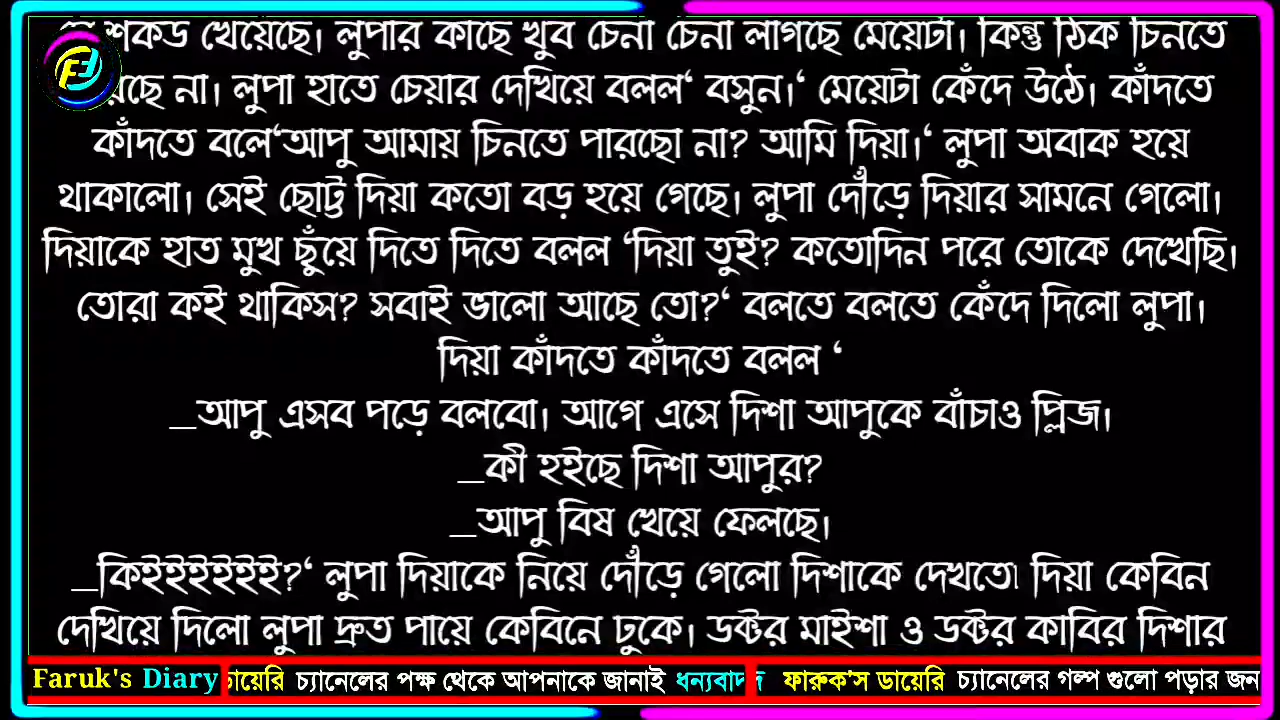 শকড খেয়েছে। লুপার কাছে খুব চেনা চেনা লাগছে মেয়েটা। কিন্তু ঠিক চিনতে
না। লুপা হাতে চেয়ার দেখিয়ে বলল‘ বসুন।‘ মেয়েটা কেঁদে উঠে। কাঁদতে
কাঁদতে বলে‘আপু আমায় চিনতে পারছো না? আমি দিয়া।‘ লুপা অবাক হয়ে
থাকালো। সেই ছোট্ট দিয়া কতো বড় হয়ে গেছে। লুপা দৌঁড়ে দিয়ার সামনে গেলো।
দিয়াকে হাত মুখ ছুঁয়ে দিতে দিতে বলল ‘দিয়া তুই? কতোদিন পরে তোকে দেখেছি।
তোরা কই থাকিস? সবাই ভালো আছে তো?‘ বলতে বলতে কেঁদে দিলো লুপা।
দিয়া কাঁদতে কাঁদতে বলল ‘
_আপু এসব পড়ে বলবো। আগে এসে দিশা আপুকে বাঁচাও প্লিজ।
_কী হইছে দিশা আপুর?
_আপু বিষ খেয়ে ফেলছে।
_কিইইইইইই?‘ লুপা দিয়াকে নিয়ে দৌঁড়ে গেলো দিশাকে দেখতে। দিয়া কেবিন
দেখিয়ে দিলো লুপা দ্রুত পায়ে কেবিনে ঢুকে। ডক্টর মাইশা ও ডক্টর কাবির দিশার
Faruk's Diary ডায়েরি চ্যানেলের পক্ষ থেকে আপনাকে জানাই ধন্যবাদ ফারুক'স ডায়েরি চ্যানেলের গল্প গুলো পড়ার জন